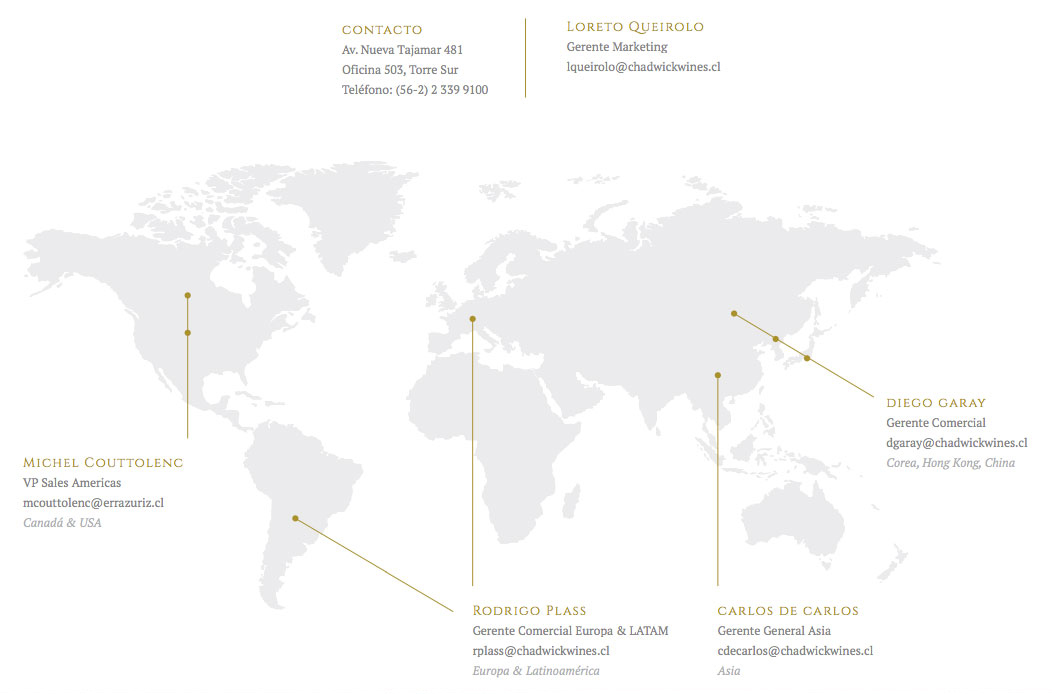 CONTACTO
Av. Nueva Tajamar 481
Oficina 503, Torre Sur
Teléfono: (56-2) 2 339 9100
LORETO QUEIROLO
Gerente Marketing
lqueirolo@chadwickwines.cl
DIEGO GARAY
Gerente Comercial
dgaray@chadwickwines.cl
Corea, Hong Kong, China
MICHEL COUTTOLENC
VP Sales Americas
mcouttolenc@errazuriz.cl
Canadá & USA
RODRIGO PLASS
Gerente Comercial Europa & LATAM
rplass@chadwickwines.cl
Europa & Latinoamérica
CARLOS DE CARLOS
Gerente General Asia
cdecarlos@chadwickwines.cl
Asia